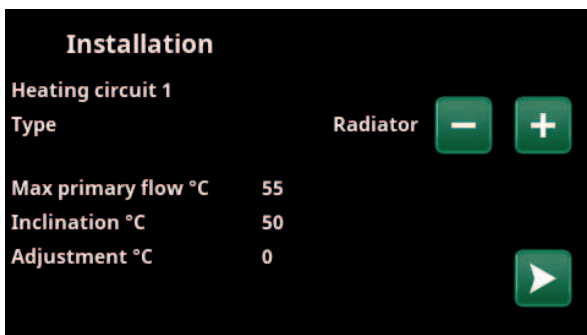 Installation
Heating circuit 1
Type Radiator
Max primary flow °C 55
Inclination °C 50
Adjustment °C 0